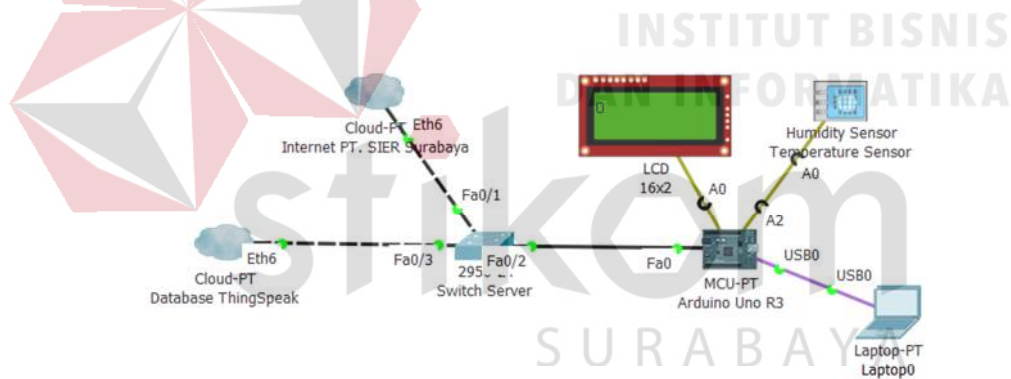 INSTITUT BISNIS
DAN INFORMATIKA
stikom
SURABAYA
Cloud-PT
Internet PT. SIER Surabaya
Eth6
Fa0/1
LCD
16x2
A0
Humidity Sensor
Temperature Sensor
A0
A2
Eth6
Cloud-PT
Database ThingSpeak
Fa0/3
Fa0/2
Switch Server
Fa0
MCU-PT
Arduino Uno R3
USB0
USB0
Laptop-PT
Laptop0